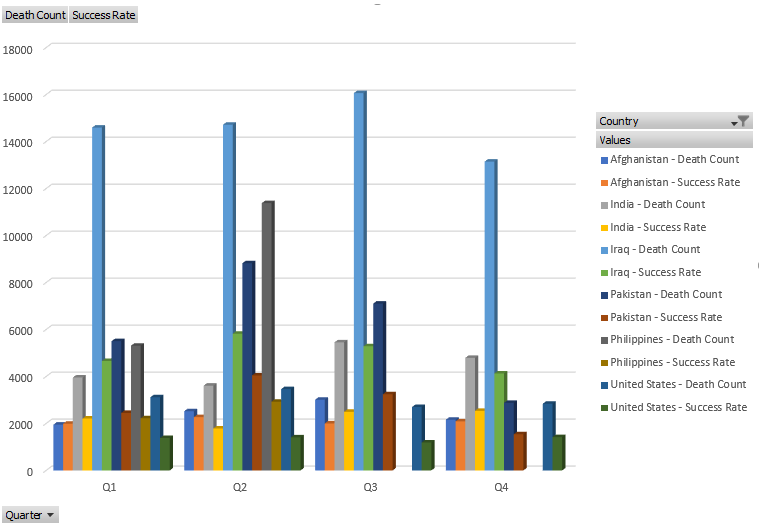 Death Count Success Rate
18000
16000
14000
12000
10000
8000
6000
4000
2000
0
Q1 Q2 Q3 Q4
Country
Values
Afghanistan - Death Count
Afghanistan - Success Rate
India - Death Count
India - Success Rate
Iraq - Death Count
Iraq - Success Rate
Pakistan - Death Count
Pakistan - Success Rate
Philippines - Death Count
Philippines - Success Rate
United States - Death Count
United States - Success Rate
Quarter